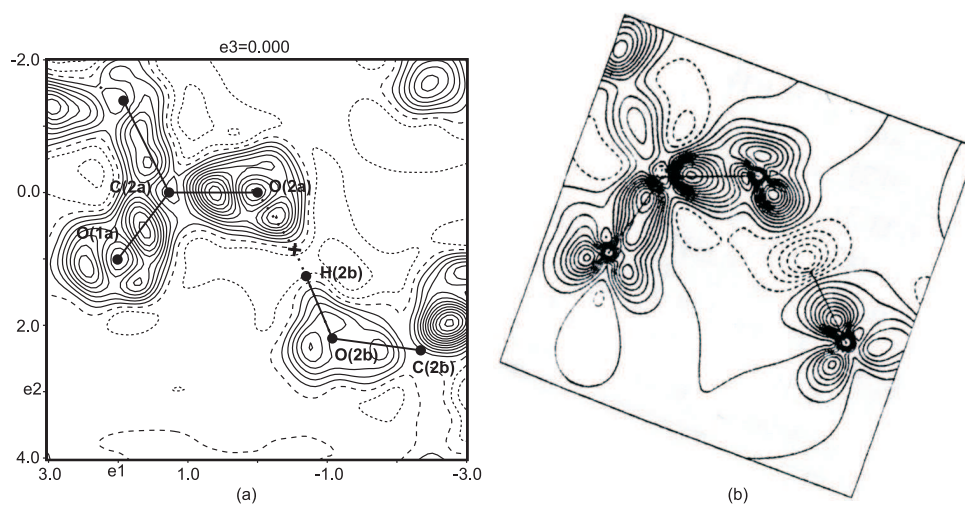 e3=0.000
-2.0
0.0
2.0
e2
4.0
3.0
e1
1.0
-1.0
-3.0
C(2a)
O(2a)
O(1a)
H(2b)
O(2b)
C(2b)
(a)
(b)